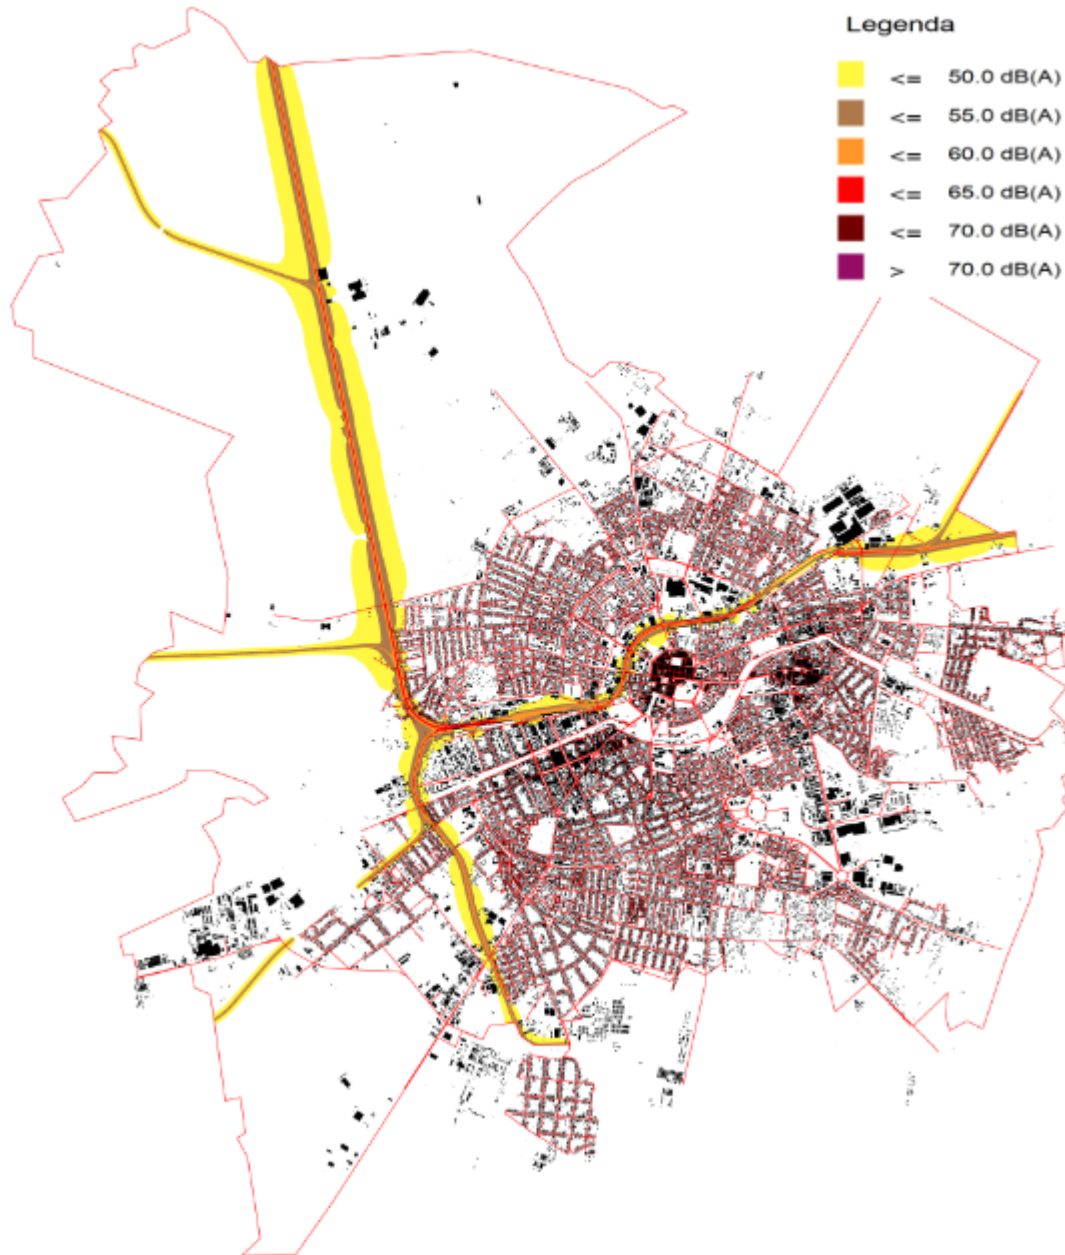 Legenda
<= 50.0 dB(A)
<= 55.0 dB(A)
<= 60.0 dB(A)
<= 65.0 dB(A)
<= 70.0 dB(A)
> 70.0 dB(A)